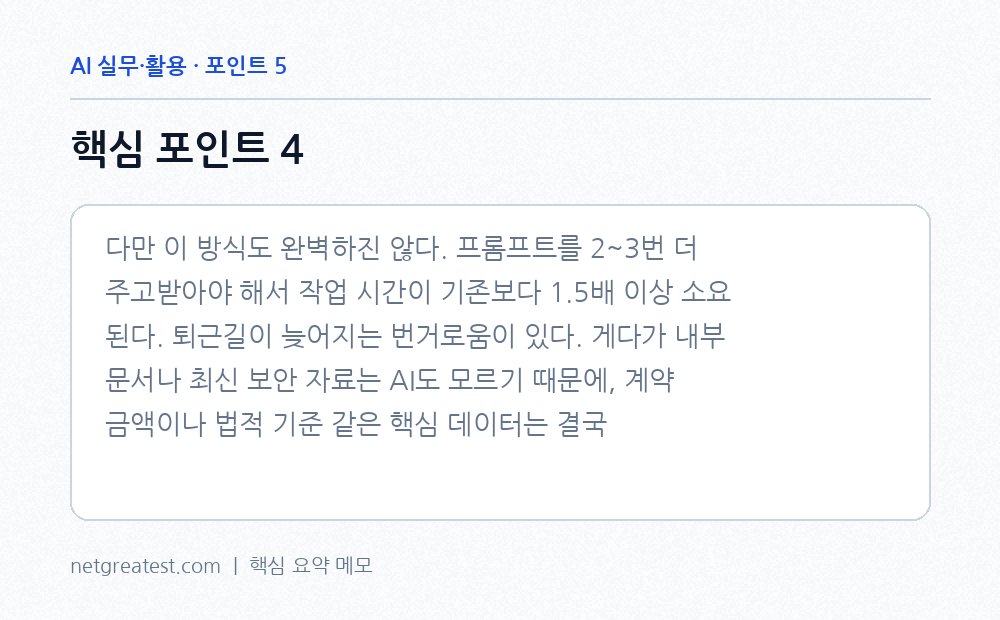 AI 실무·활용 · 포인트 5
핵심 포인트 4
다만 이 방식도 완벽하진 않다. 프롬프트를 2~3번 더
주고받아야 해서 작업 시간이 기존보다 1.5배 이상 소요
된다. 퇴근길이 늦어지는 번거로움이 있다. 게다가 내부
문서나 최신 보안 자료는 AI도 모르기 때문에, 계약
금액이나 법적 기준 같은 핵심 데이터는 결국
netgreatest.com | 핵심 요약 메모